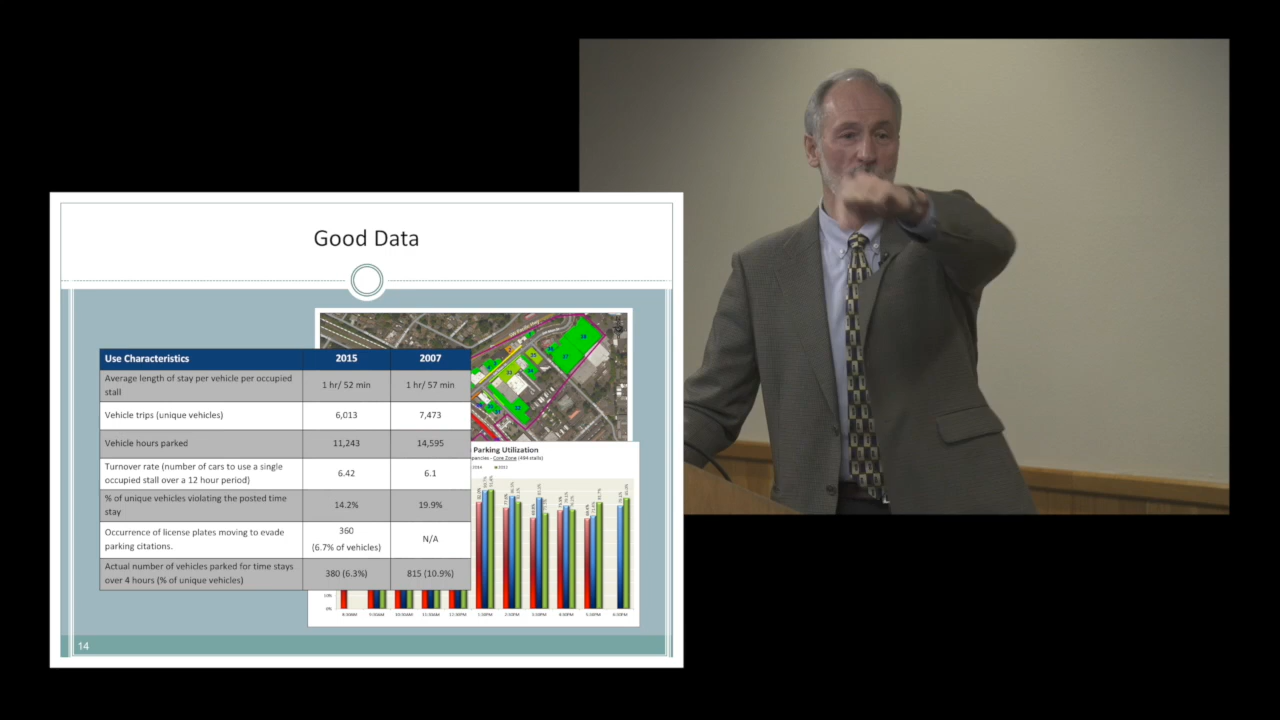 Good Data
Use Characteristics 2015 2007
Average length of stay per vehicle per occupied
stall
1 hr/ 52 min 1 hr/ 57 min
Vehicle trips (unique vehicles) 6,013 7,473
Vehicle hours parked 11,243 14,595
Turnover rate (number of cars to use a single
occupied stall over a 12 hour period)
6.42 6.1
% of unique vehicles violating the posted time
stay
14.2% 19.9%
Occurrence of license plates moving to evade
parking citations.
360
(6.7% of vehicles)
N/A
Actual number of vehicles parked for time stays
over 4 hours (% of unique vehicles)
380 (6.3%) 815 (10.9%)
Parking Utilization
pancies - Core Zone (484 stalls)
14